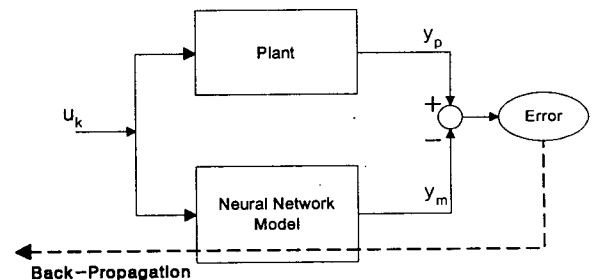 Plant
y_p
u_k
+
−
Error
Neural Network
Model
y_m
Back-Propagation